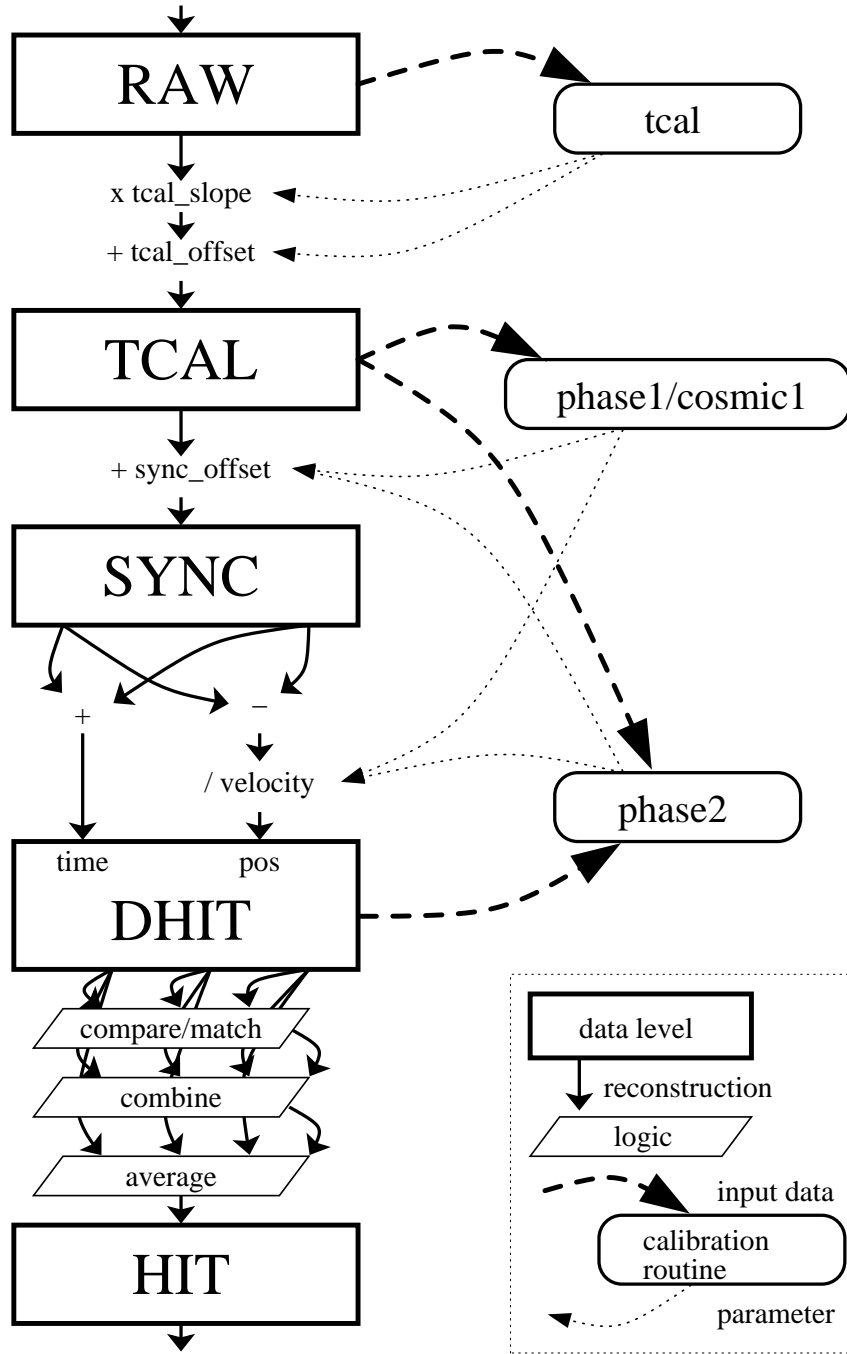 RAW
tcal
x tcal_slope
+ tcal_offset
TCAL
phase1/cosmic1
+ sync_offset
SYNC
+
−
/ velocity
phase2
time
pos
DHIT
compare/match
combine
average
HIT
data level
reconstruction
logic
input data
calibration
routine
parameter